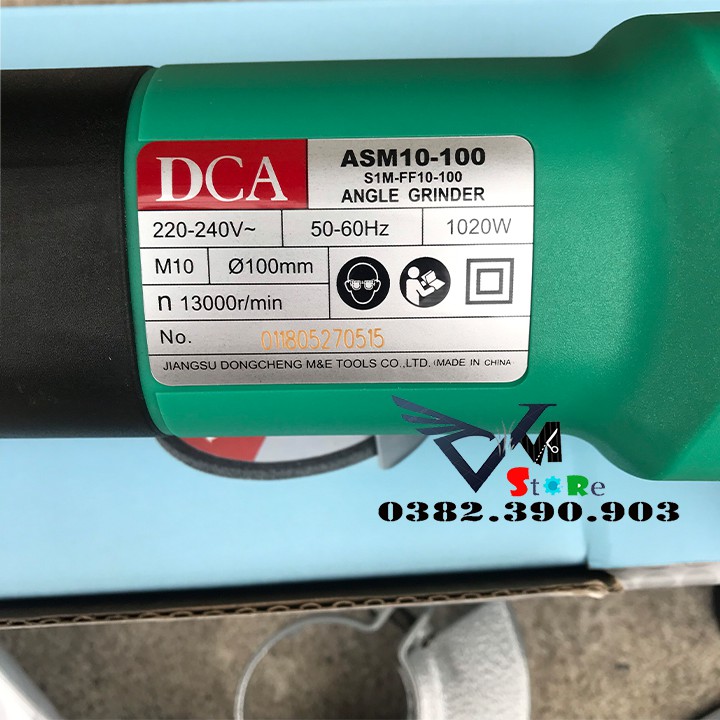 DCA
ASM10-100
S1M-FF10-100
ANGLE GRINDER
220-240V~ 50-60Hz 1020W
M10 Ø100mm
n 13000r/min
No. 011805270515
JIANGSU DONGCHENG M&E TOOLS CO.,LTD. (MADE IN CHINA
StoRe
0382.390.903